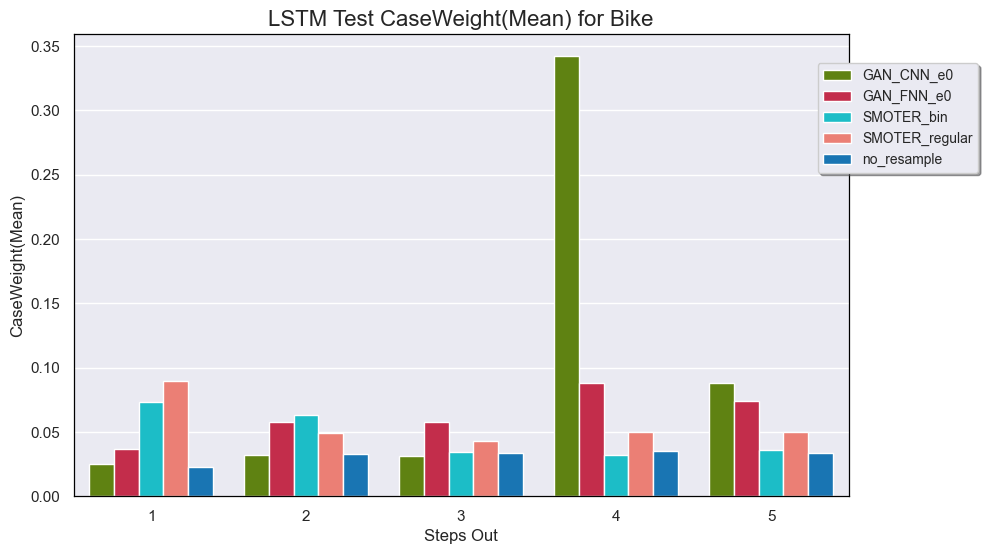 LSTM Test CaseWeight(Mean) for Bike
CaseWeight(Mean)
0.35
0.30
0.25
0.20
0.15
0.10
0.05
0.00
1 2 3 4 5
Steps Out
GAN_CNN_e0
GAN_FNN_e0
SMOTER_bin
SMOTER_regular
no_resample